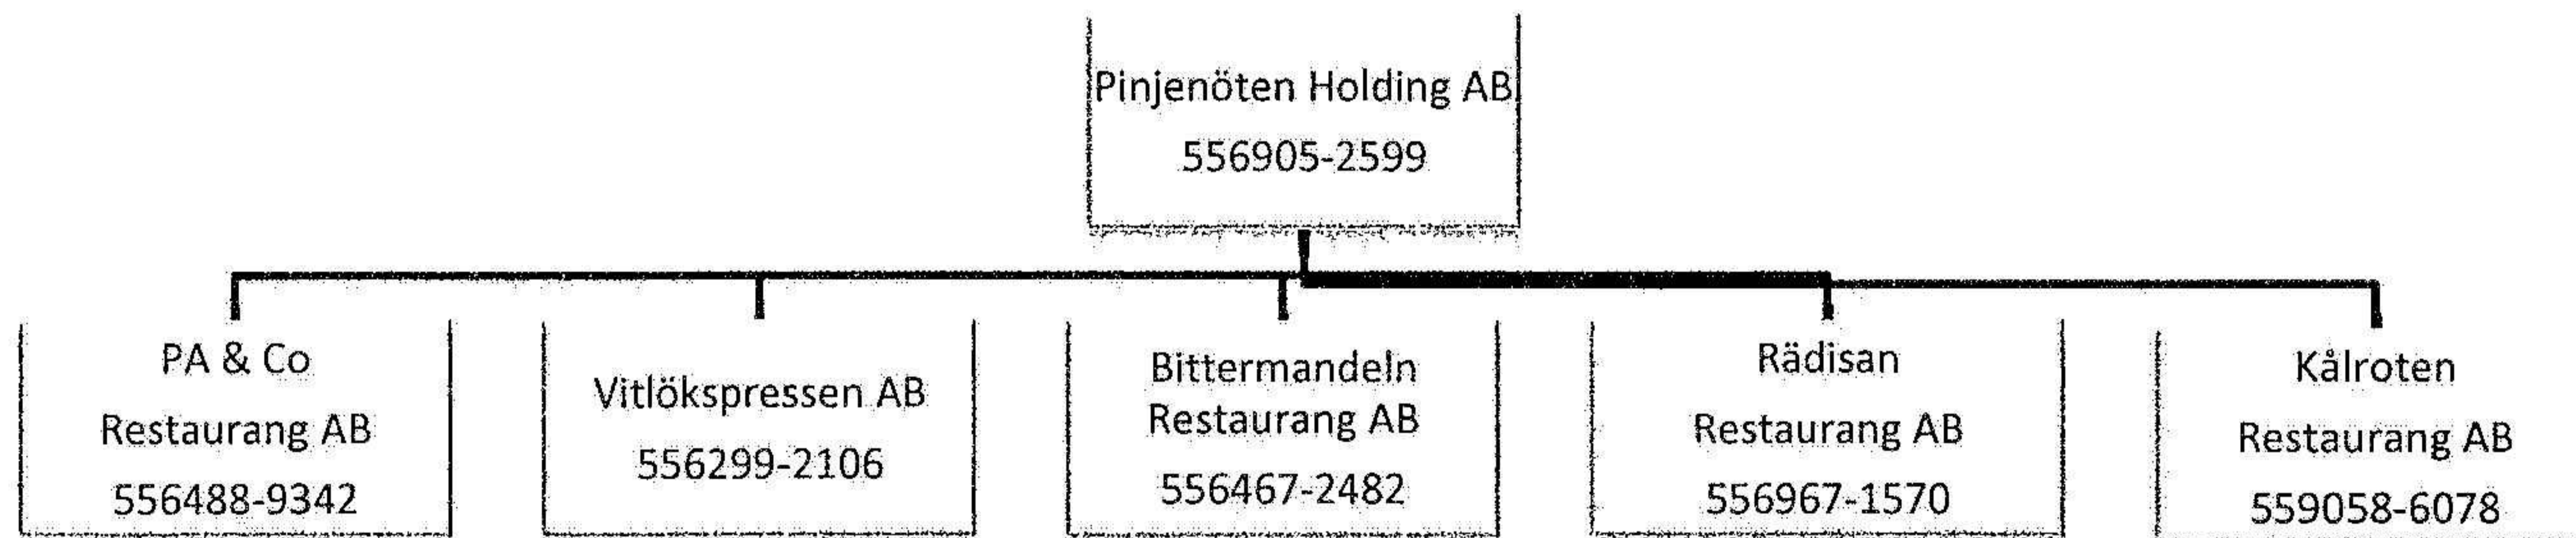 Pinjenöten Holding AB
556905-2599
PA & Co
Restaurang AB
556488-9342
Vitlökspressen AB
556299-2106
Bittermandeln
Restaurang AB
556467-2482
Rädisan
Restaurang AB
556967-1570
Kålroten
Restaurang AB
559058-6078